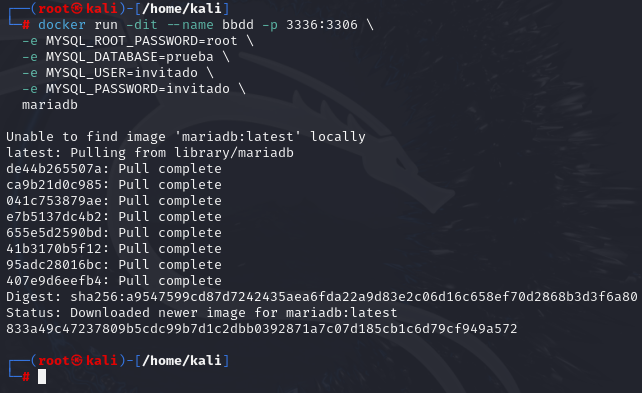 ┌──(root㉿kali)-[/home/kali]
└─# docker run -dit --name bbdd -p 3336:3306 \
  -e MYSQL_ROOT_PASSWORD=root \
  -e MYSQL_DATABASE=prueba \
  -e MYSQL_USER=invitado \
  -e MYSQL_PASSWORD=invitado \
  mariadb
Unable to find image 'mariadb:latest' locally
latest: Pulling from library/mariadb
de44b265507a: Pull complete
ca9b21d0c985: Pull complete
041c753879ae: Pull complete
e7b5137dc4b2: Pull complete
655e5d2590bd: Pull complete
41b3170b5f12: Pull complete
95adc28016bc: Pull complete
407e9d6eefb4: Pull complete
Digest: sha256:a9547599cd87d7242435aea6fda22a9d83e2c06d16c658ef70d2868b3d3f6a80
Status: Downloaded newer image for mariadb:latest
833a49c47237809b5cdc99b7d1c2dbb0392871a7c07d185cb1c6d79cf949a572
┌──(root㉿kali)-[/home/kali]
└─#